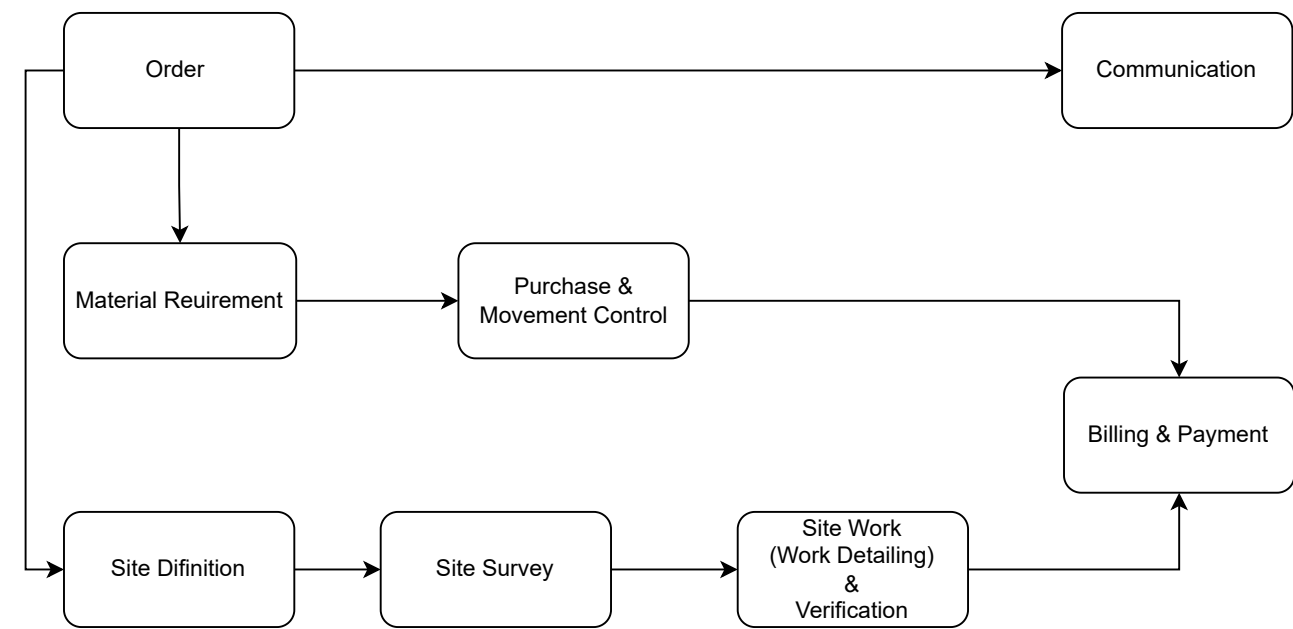 Order
Communication
Material Reuirement
Purchase &
Movement Control
Billing & Payment
Site Difinition
Site Survey
Site Work
(Work Detailing)
&
Verification